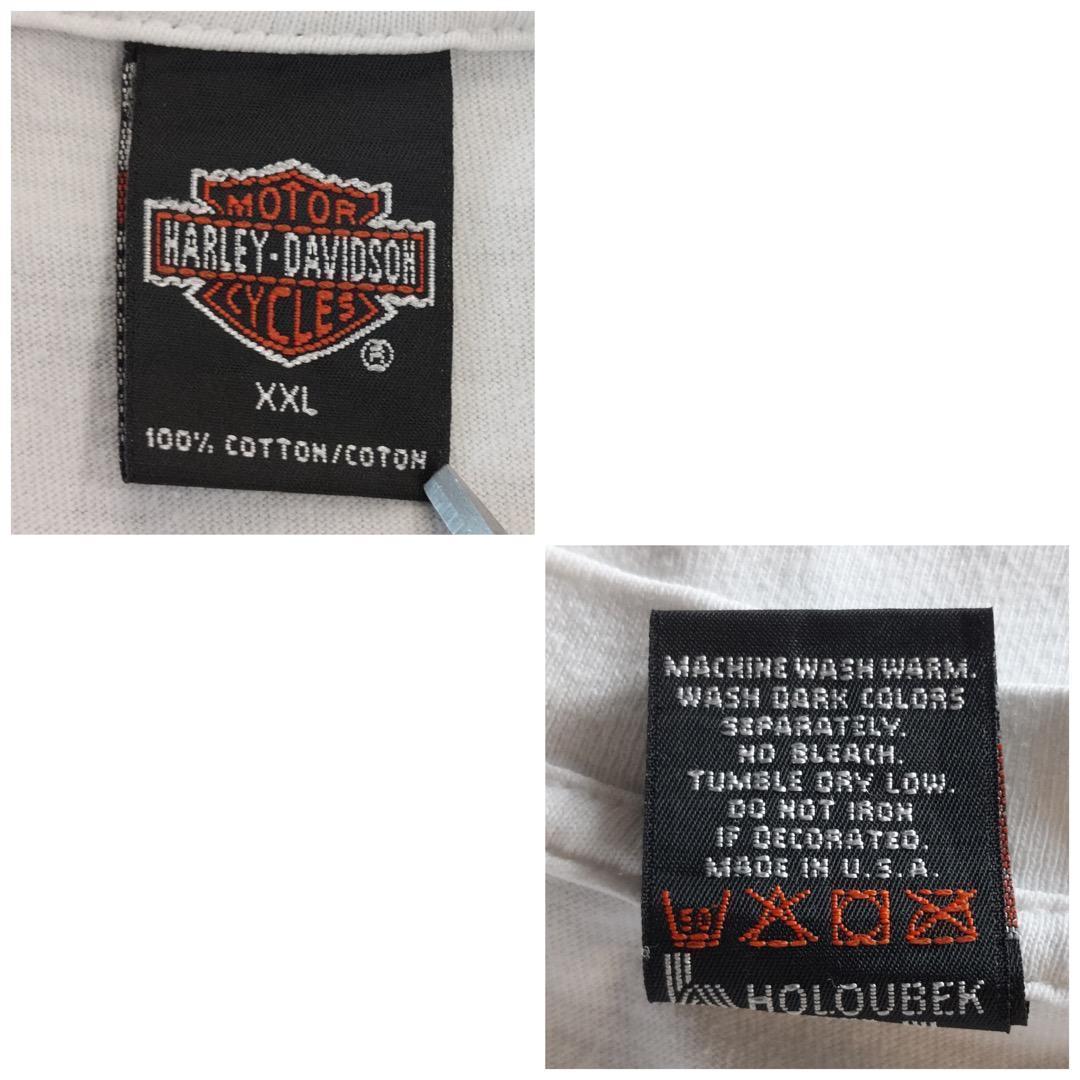 MOTOR
HARLEY-DAVIDSON
CYCLES
®
XXL
100% COTTON/COTON
MACHINE WASH WARM.
WASH DARK COLORS
SEPARATELY.
NO BLEACH.
TUMBLE DRY LOW.
DO NOT IRON
IF DECORATED.
MADE IN U.S.A.
HOLOUBEK